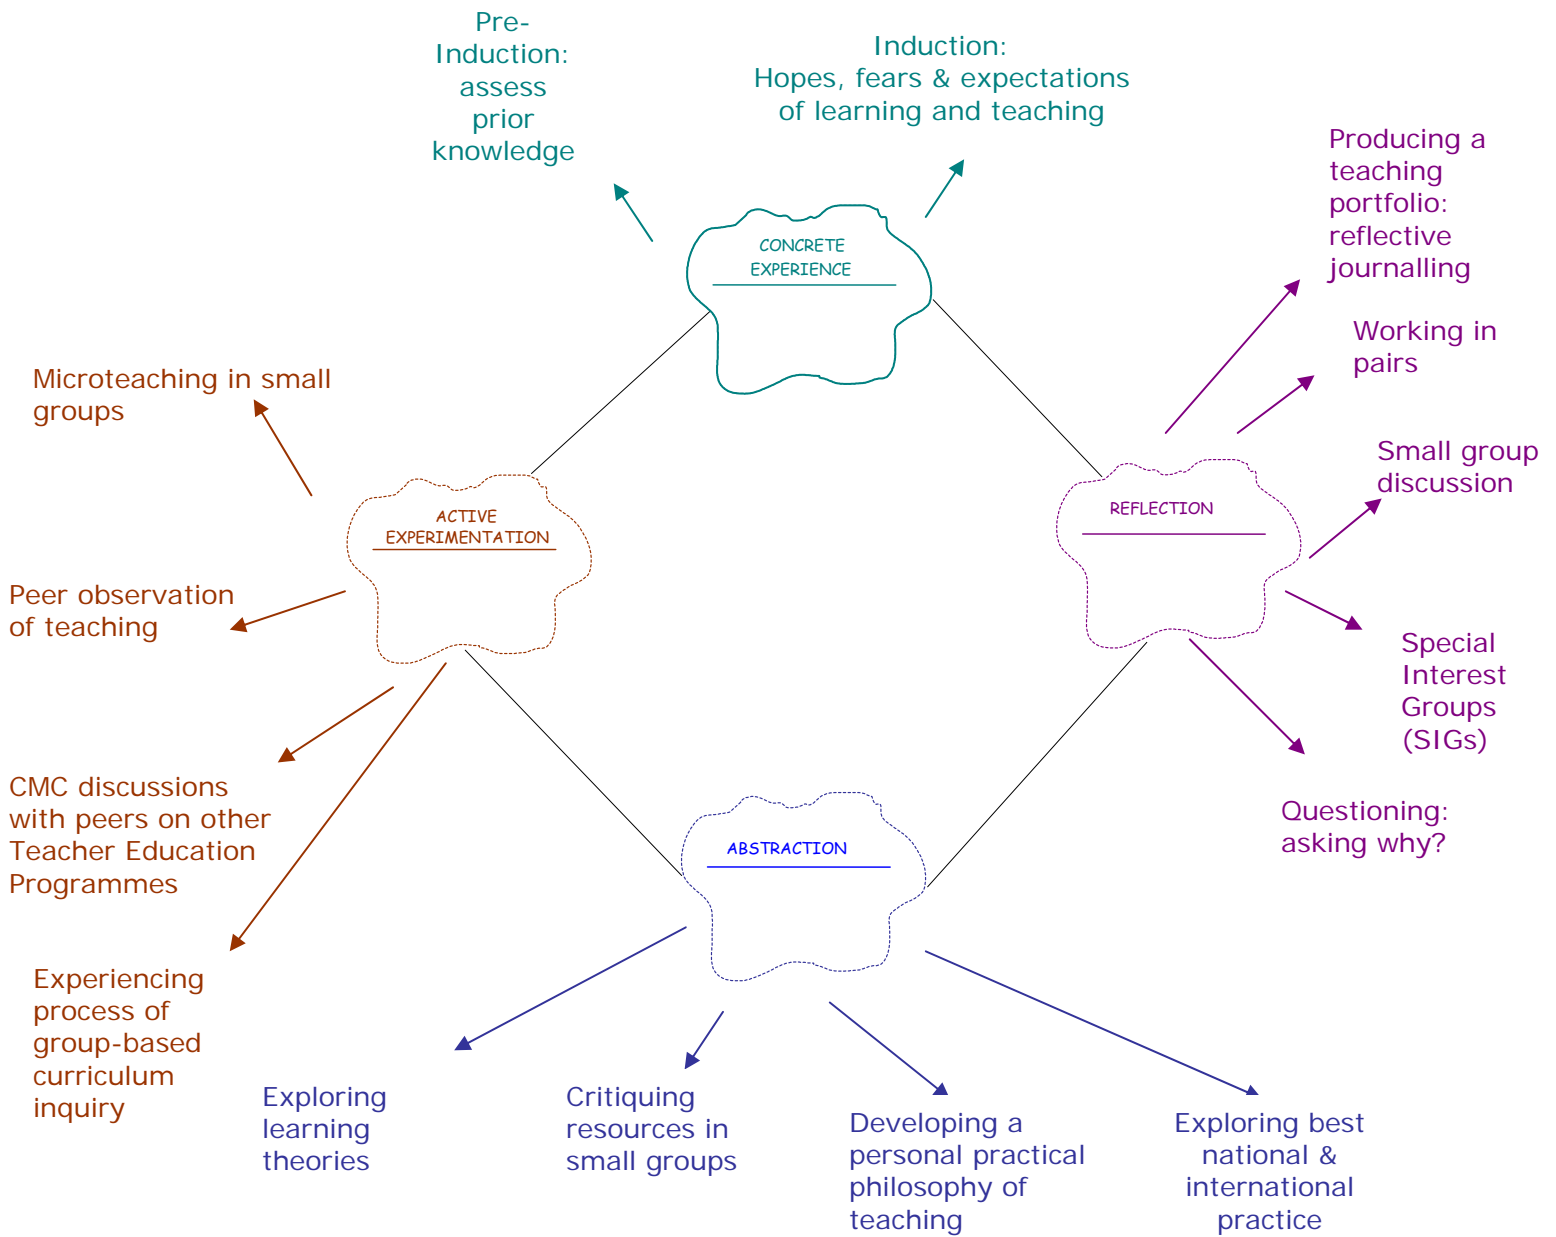 Pre-
Induction:
assess
prior
knowledge
Induction:
Hopes, fears & expectations
of learning and teaching
Producing a
teaching
portfolio:
reflective
journalling
Working in
pairs
Small group
discussion
Special
Interest
Groups
(SIGs)
Questioning:
asking why?
CONCRETE
EXPERIENCE
REFLECTION
ACTIVE
EXPERIMENTATION
ABSTRACTION
Microteaching in small
groups
Peer observation
of teaching
CMC discussions
with peers on other
Teacher Education
Programmes
Experiencing
process of
group-based
curriculum
inquiry
Exploring
learning
theories
Critiquing
resources in
small groups
Developing a
personal practical
philosophy of
teaching
Exploring best
national &
international
practice